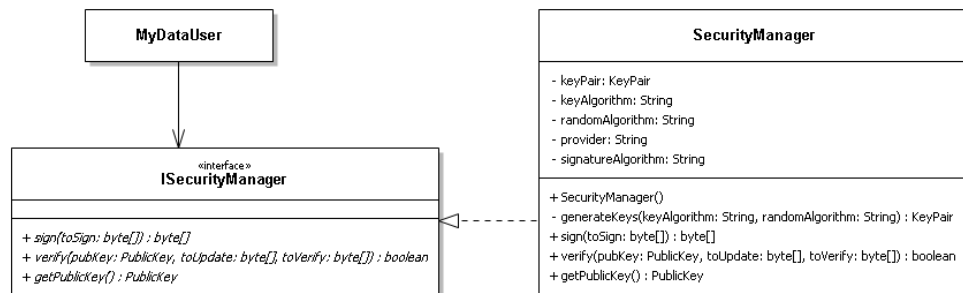 MyDataUser
«interface»
ISecurityManager
+ sign(toSign: byte[]) : byte[]
+ verify(pubKey: PublicKey, toUpdate: byte[], toVerify: byte[]) : boolean
+ getPublicKey() : PublicKey
SecurityManager
- keyPair: KeyPair
- keyAlgorithm: String
- randomAlgorithm: String
- provider: String
- signatureAlgorithm: String
+ SecurityManager()
- generateKeys(keyAlgorithm: String, randomAlgorithm: String) : KeyPair
+ sign(toSign: byte[]) : byte[]
+ verify(pubKey: PublicKey, toUpdate: byte[], toVerify: byte[]) : boolean
+ getPublicKey() : PublicKey